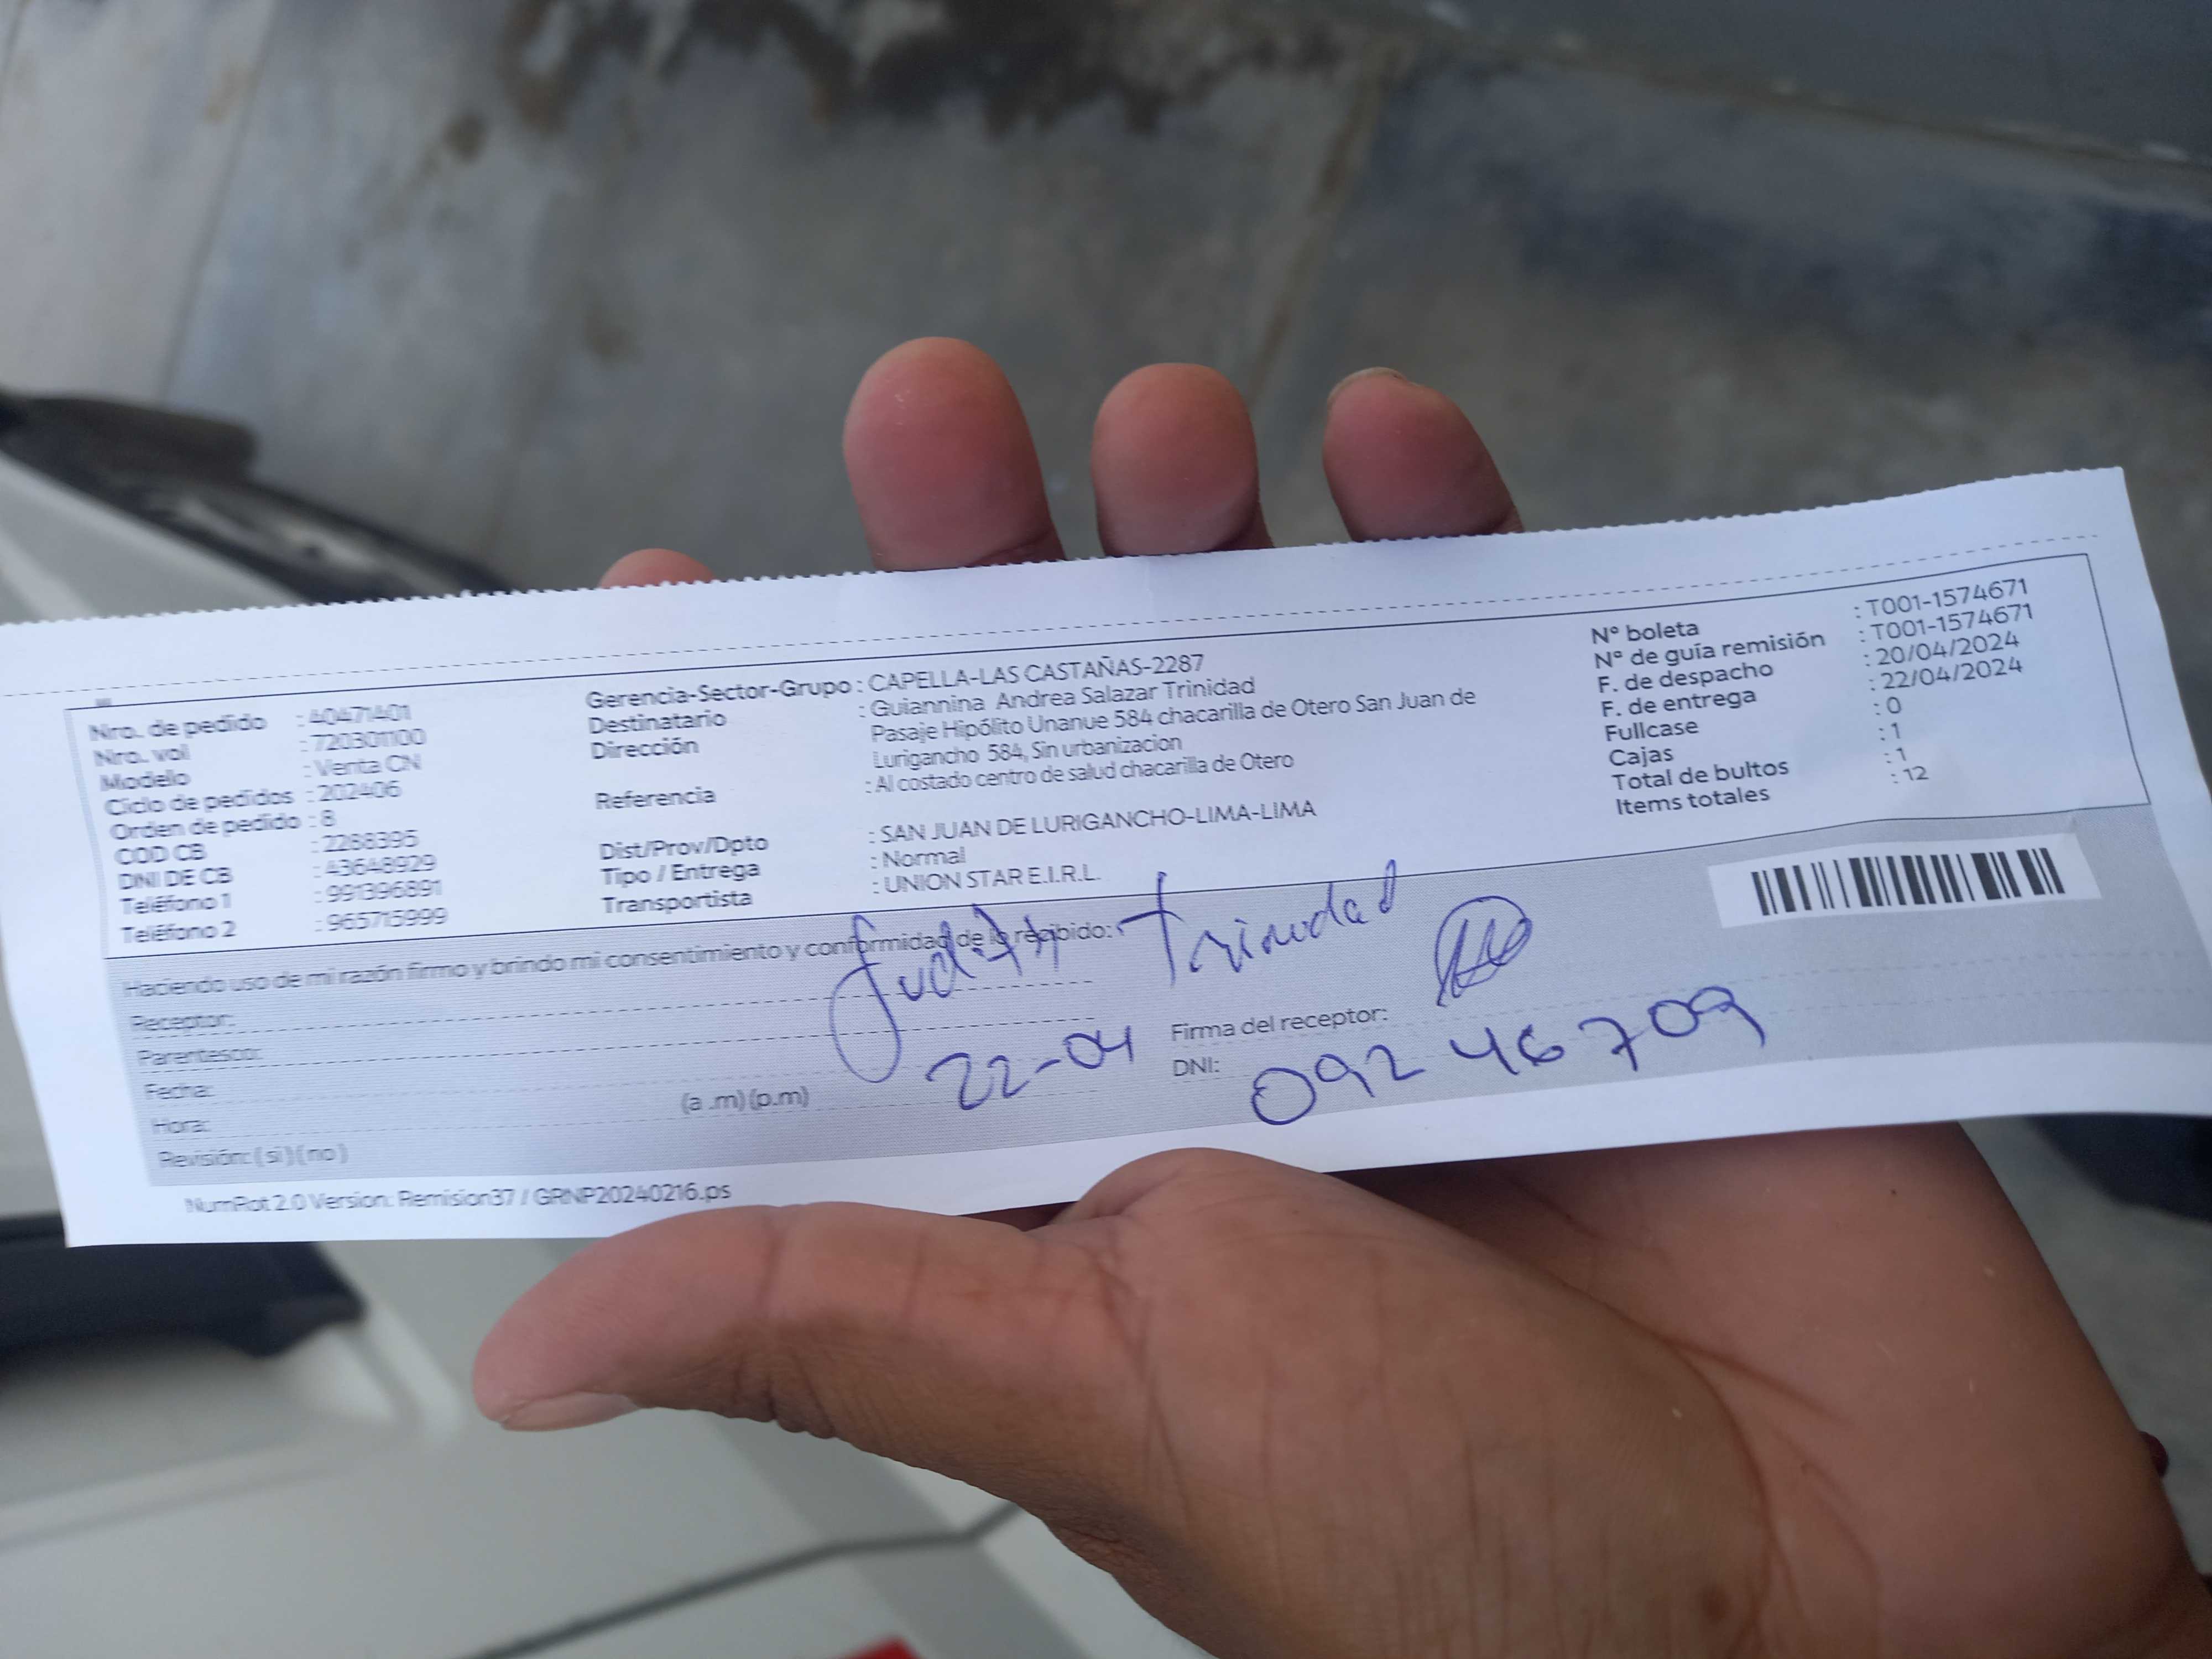 Nro. de pedido : 40471401
Nro. vol : 720301100
Modelo : Venta CN
Ciclo de pedidos : 202406
Orden de pedido : 8
COD CB : 2288395
DNI DE CB : 43648929
Teléfono 1 : 991396891
Teléfono 2 : 965715999
Gerencia-Sector-Grupo : CAPELLA-LAS CASTAÑAS-2287
Destinatario : Guiannina Andrea Salazar Trinidad
Dirección : Pasaje Hipólito Unanue 584 chacarilla de Otero San Juan de
Lurigancho 584, Sin urbanizacion
Referencia : Al costado centro de salud chacarilla de Otero
Dist/Prov/Dpto : SAN JUAN DE LURIGANCHO-LIMA-LIMA
Tipo / Entrega : Normal
Transportista : UNION STAR E.I.R.L.
N° boleta : T001-1574671
N° de guía remisión : T001-1574671
F. de despacho : 20/04/2024
F. de entrega : 22/04/2024
Fullcase : 0
Cajas : 1
Total de bultos : 1
Items totales : 12
Haciendo uso de mi razón firmo y brindo mi consentimiento y conformidad de lo recibido:
Receptor: Judith Trinidad
Parentesco:
Fecha: 22-04
Hora: (a .m) (p.m)
Revisión: ( si ) ( no )
Firma del receptor:
DNI: 09246709
NumRot 2.0 Version: Remision37 / GRNP20240216.ps